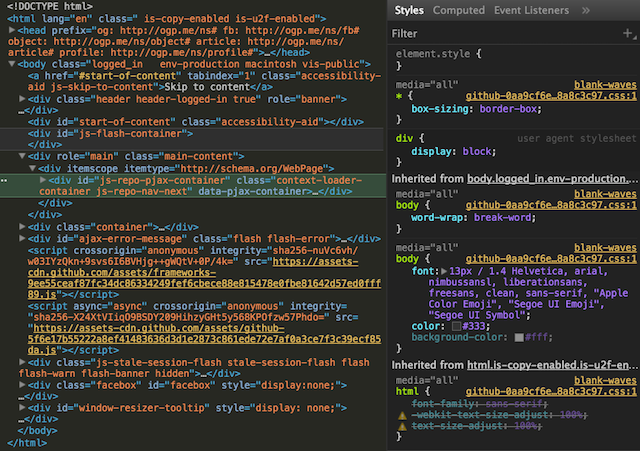 <!DOCTYPE html>
<html lang="en" class=" is-copy-enabled is-u2f-enabled">
<head prefix="og: http://ogp.me/ns# fb: http://ogp.me/ns/fb#
object: http://ogp.me/ns/object# article: http://ogp.me/ns/
article# profile: http://ogp.me/ns/profile#">…</head>
<body class="logged_in   env-production macintosh vis-public">
<a href="#start-of-content" tabindex="1" class="accessibility-
aid js-skip-to-content">Skip to content</a>
<div class="header header-logged-in true" role="banner">
…</div>
<div id="start-of-content" class="accessibility-aid"></div>
<div id="js-flash-container">
</div>
<div role="main" class="main-content">
<div itemscope itemtype="http://schema.org/WebPage">
<div id="js-repo-pjax-container" class="context-loader-
container js-repo-nav-next" data-pjax-container>…</div>
</div>
</div>
<div class="container">…</div>
<div id="ajax-error-message" class="flash flash-error">…</div>
<script crossorigin="anonymous" integrity="sha256-nuVc6vh/
w03IYzQkn+9svs6I6BVHjg++gWQtV+0P/4k=" src="https://assets-
cdn.github.com/assets/frameworks-
9ee55ceaf87fc34dc86334249fef6cbece88e815478e0fbe81642d57ed0fff
89.js"></script>
<script async="async" crossorigin="anonymous" integrity=
"sha256-X24XtVIiqO9BSDY209HihzyGHt5y56BKPOfzw57Phdo=" src=
"https://assets-cdn.github.com/assets/github-
5f6e17b55222a8ef41483636d3d1e2873c861ede72e7af0a3ce7f3c39ecf85
da.js"></script>
<div class="js-stale-session-flash stale-session-flash flash
flash-warn flash-banner hidden">…</div>
<div class="facebox" id="facebox" style="display:none;">…
</div>
<div id="window-resizer-tooltip" style="display: none;">…
</div>
</body>
</html>
Styles Computed Event Listeners »
Filter
element.style {
}
media="all" blank-waves
* { github-0aa9cf6e…8a8c3c97.css:1
box-sizing: border-box;
}
div { user agent stylesheet
display: block;
}
Inherited from body.logged_in.env-production.…
media="all" blank-waves
body github-0aa9cf6e…8a8c3c97.css:1
{
word-wrap: break-word;
}
media="all" blank-waves
body github-0aa9cf6e…8a8c3c97.css:1
{
font: 13px / 1.4 Helvetica, arial,
nimbussansl, liberationsans,
freesans, clean, sans-serif, "Apple
Color Emoji", "Segoe UI Emoji",
"Segoe UI Symbol";
color: #333;
background-color: #fff;
}
Inherited from html.is-copy-enabled.is-u2f-en…
media="all" blank-waves
html github-0aa9cf6e…8a8c3c97.css:1
{
font-family: sans-serif;
-webkit-text-size-adjust: 100%;
text-size-adjust: 100%;
}